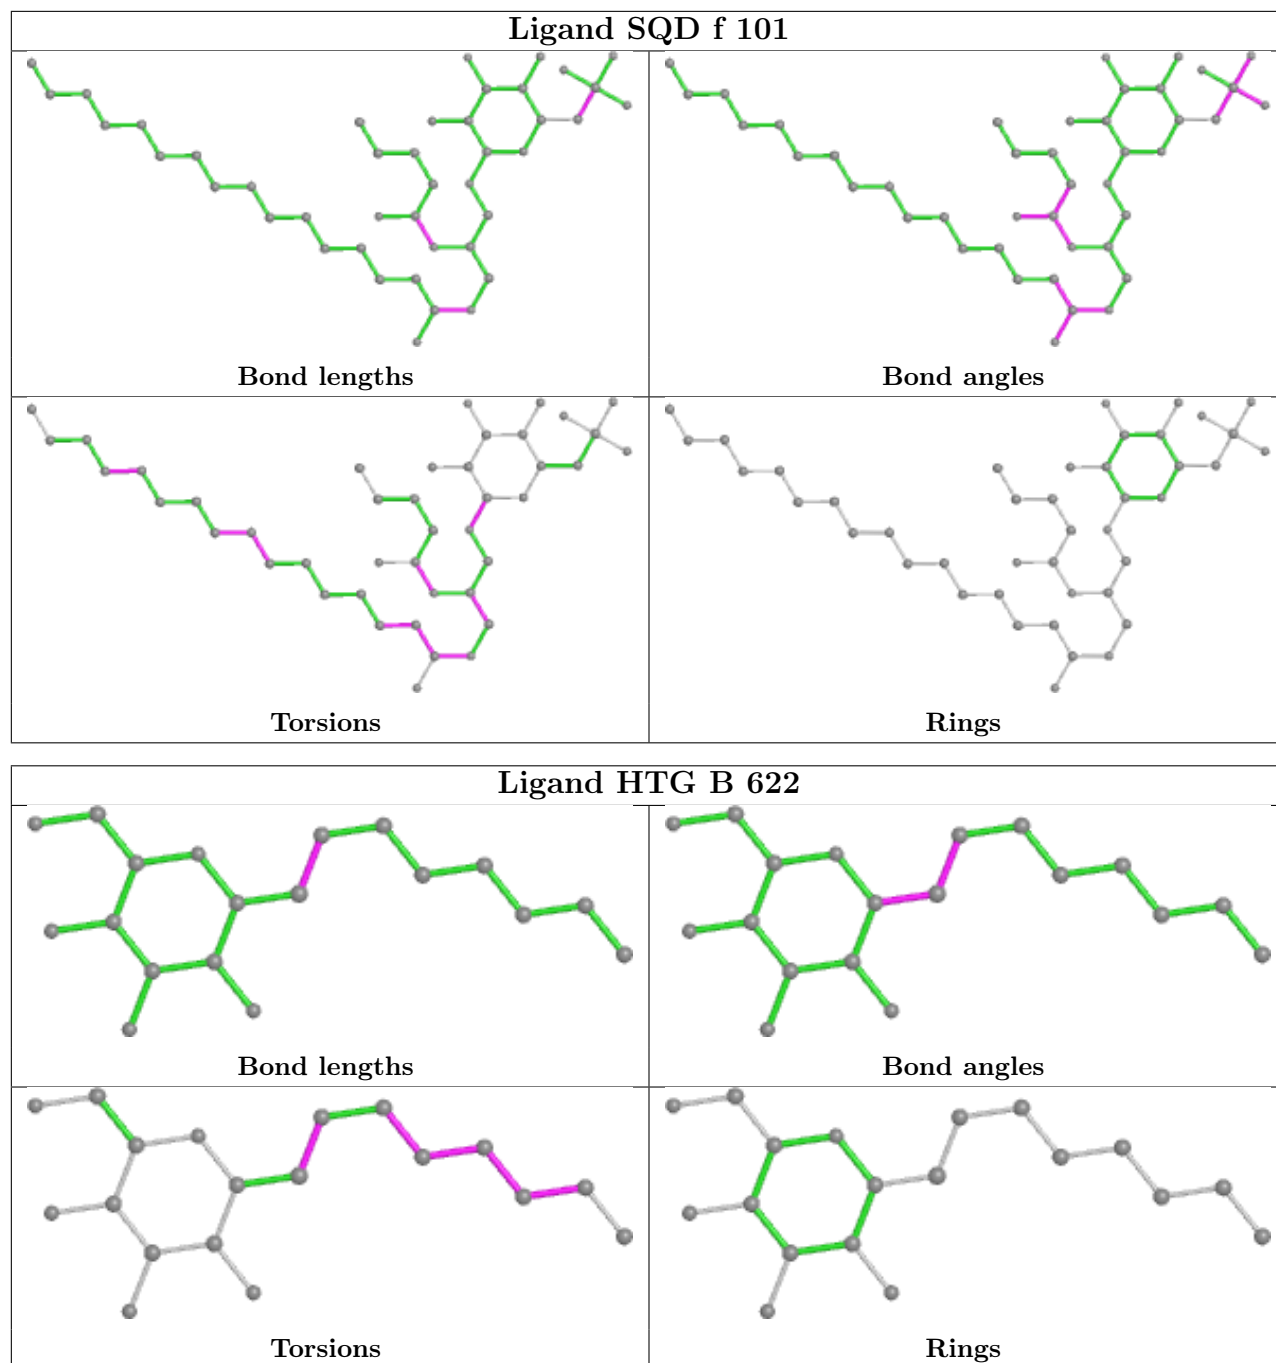 Ligand SQD f 101
Bond lengths
Bond angles
Torsions
Rings
Ligand HTG B 622
Bond lengths
Bond angles
Torsions
Rings